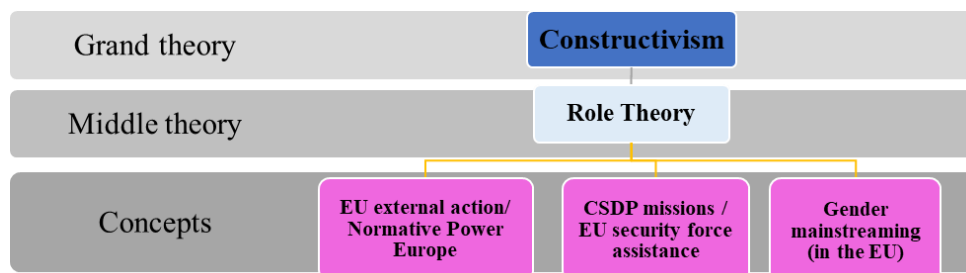 Grand theory
Constructivism
Middle theory
Role Theory
Concepts
EU external action/
Normative Power
Europe
CSDP missions /
EU security force
assistance
Gender
mainstreaming
(in the EU)